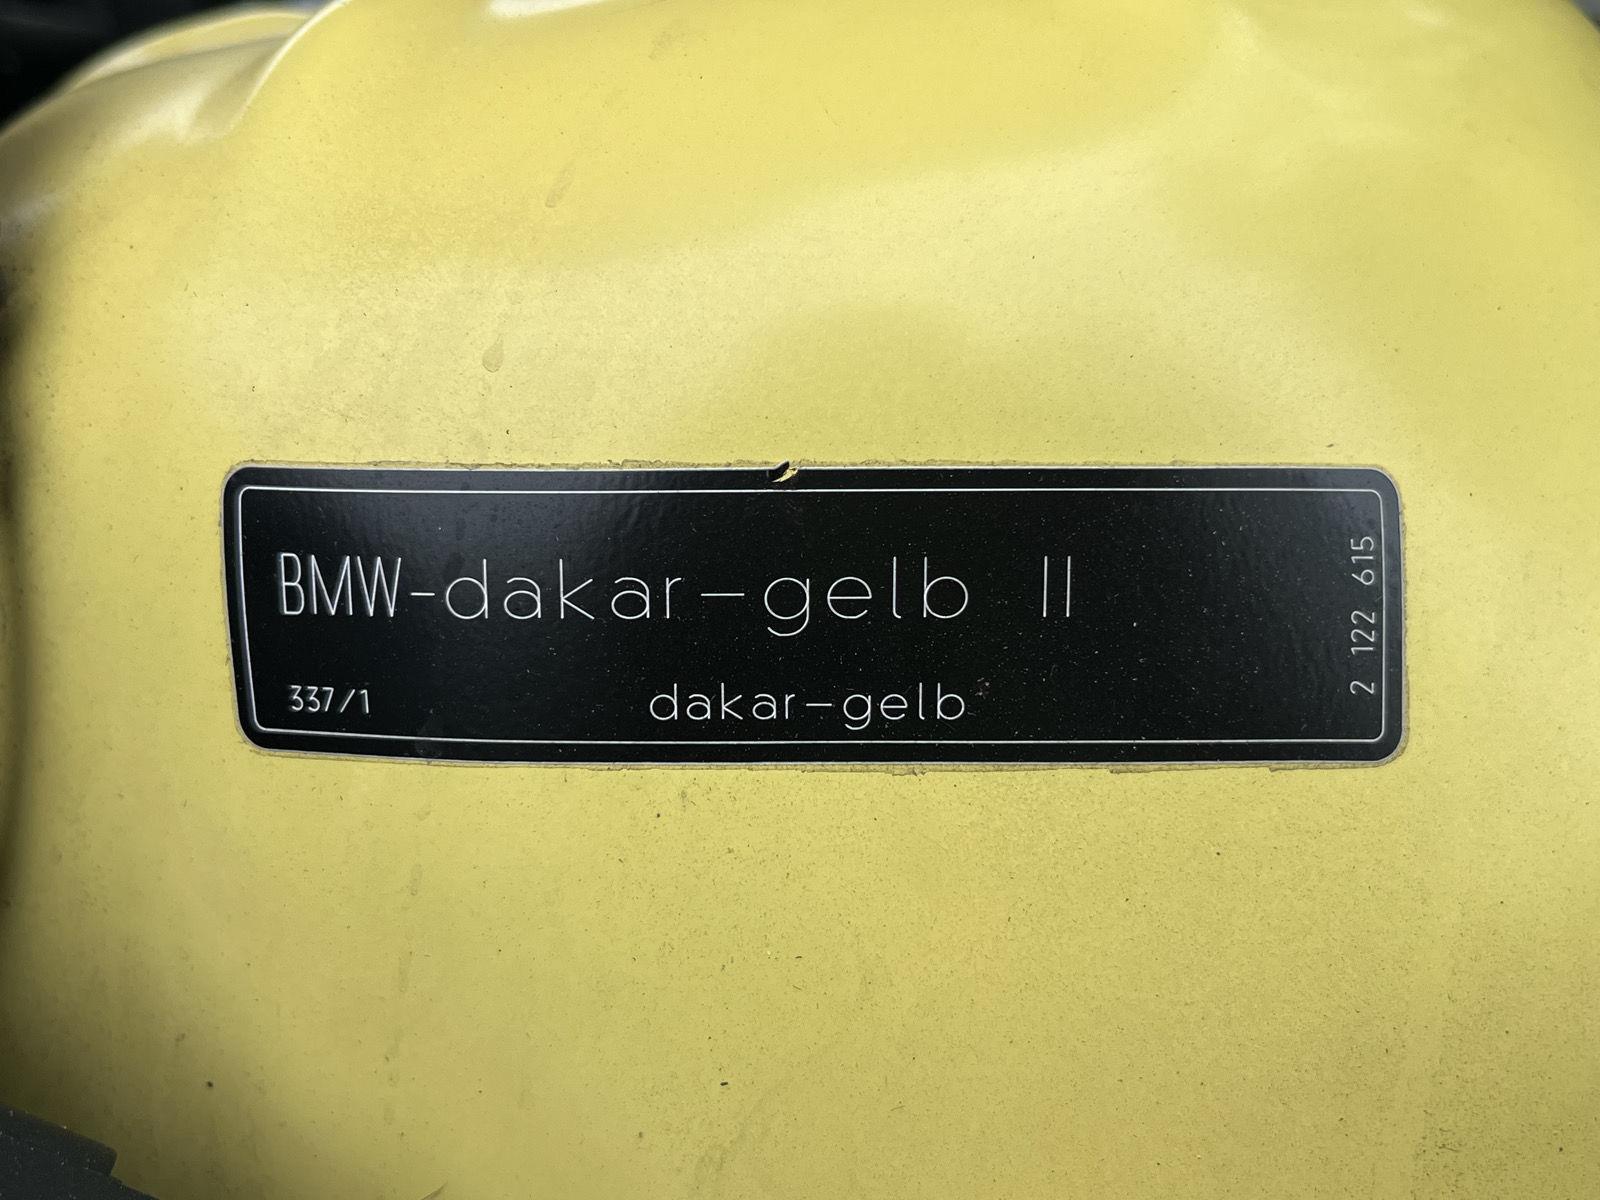 BMW-dakar-gelb II
337/1
dakar-gelb
2 122 615